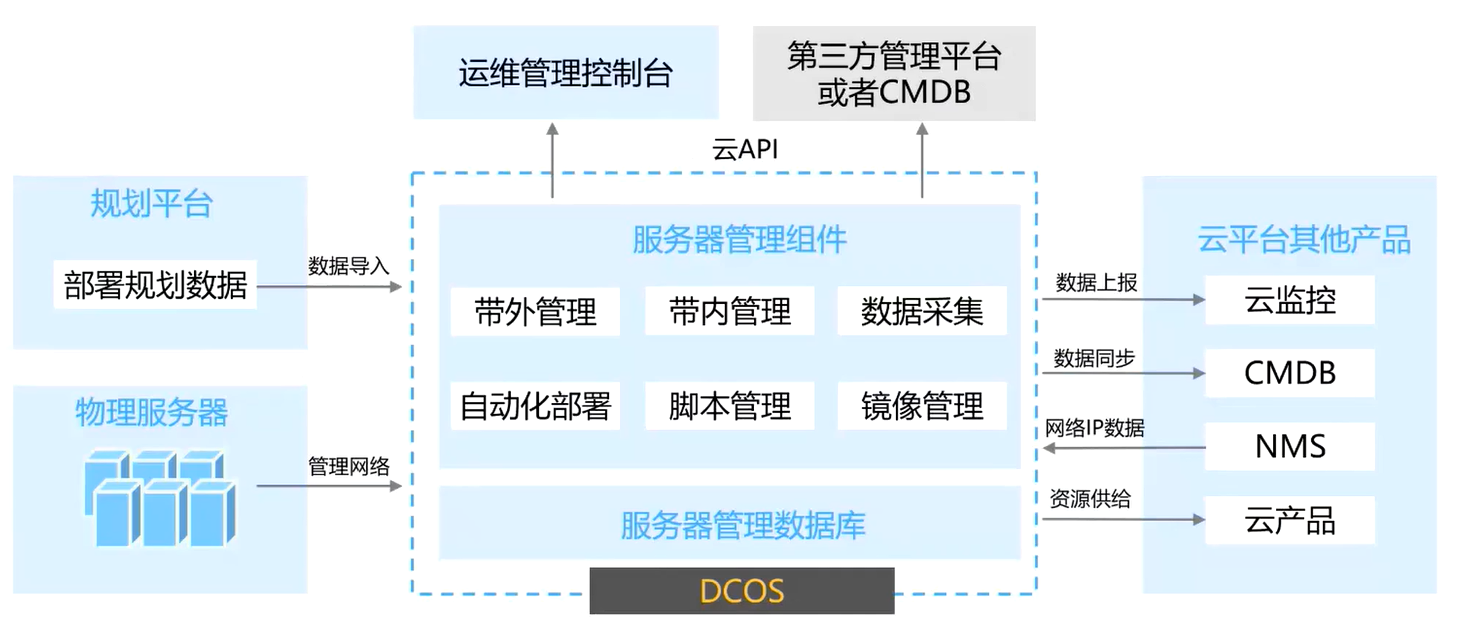 运维管理控制台
第三方管理平台
或者CMDB
云API
规划平台
部署规划数据
数据导入
物理服务器
管理网络
服务器管理组件
带外管理
带内管理
数据采集
自动化部署
脚本管理
镜像管理
服务器管理数据库
DCOS
云平台其他产品
数据上报
云监控
数据同步
CMDB
网络IP数据
NMS
资源供给
云产品